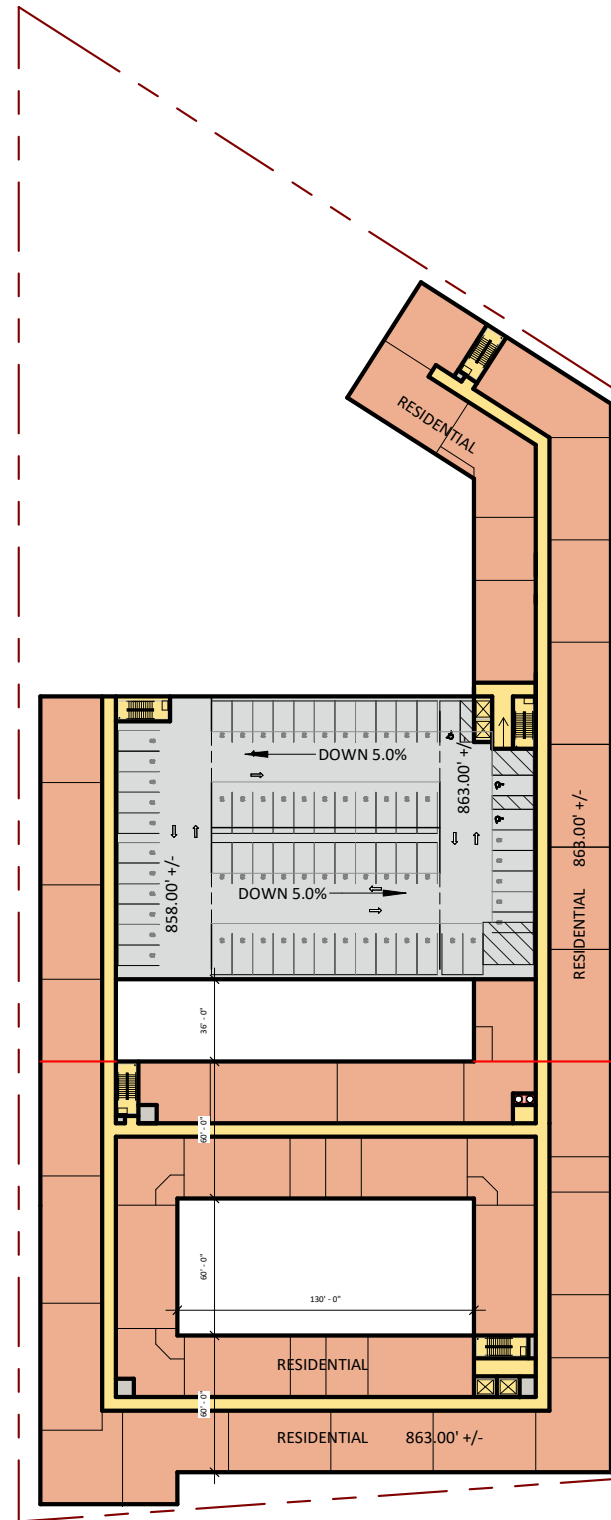 RESIDENTIAL
DOWN 5.0%
863.00' +/-
858.00' +/-
DOWN 5.0%
RESIDENTIAL 863.00' +/-
36' - 0"
60' - 0"
60' - 0"
130' - 0"
RESIDENTIAL
60' - 0"
RESIDENTIAL 863.00' +/-